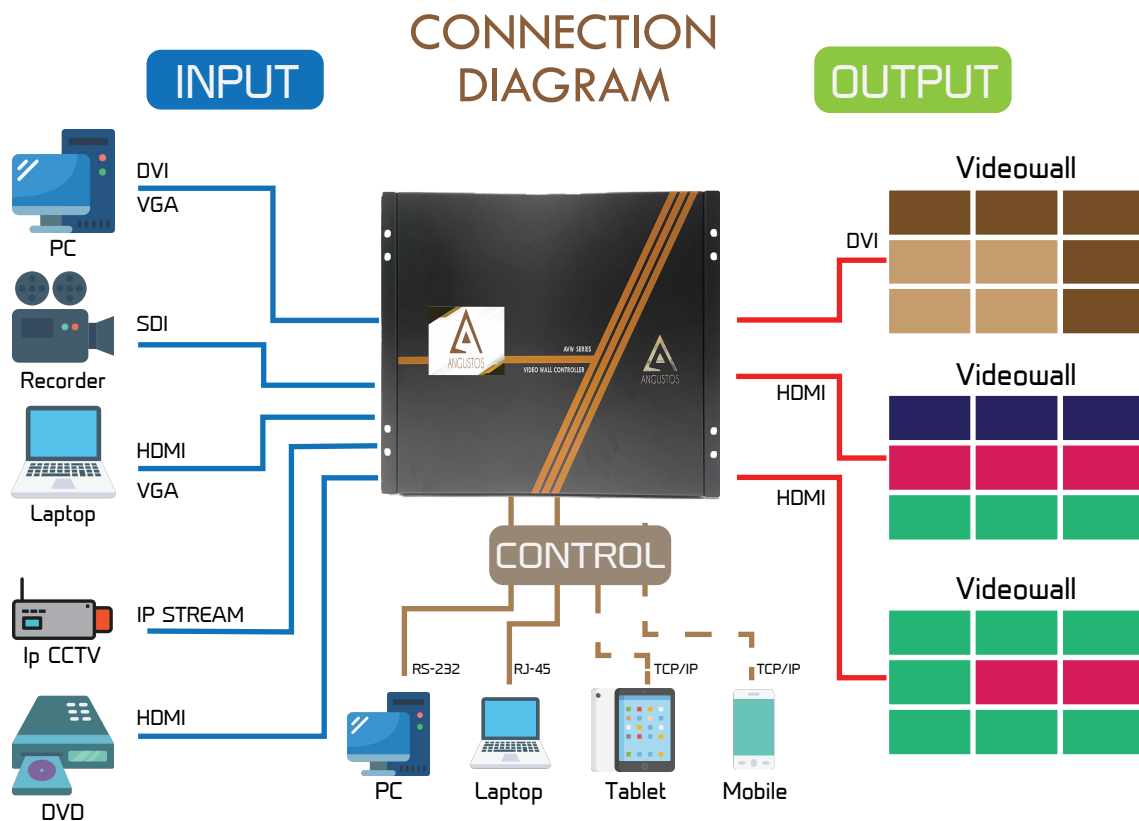 CONNECTION
DIAGRAM
INPUT
OUTPUT
DVI
VGA
PC
SDI
Recorder
HDMI
VGA
Laptop
IP STREAM
Ip CCTV
HDMI
DVD
ANGUSTOS
AVW SERIES
VIDEO WALL CONTROLLER
ANGUSTOS
CONTROL
RS-232
RJ-45
TCP/IP
TCP/IP
PC
Laptop
Tablet
Mobile
Videowall
DVI
Videowall
HDMI
HDMI
Videowall